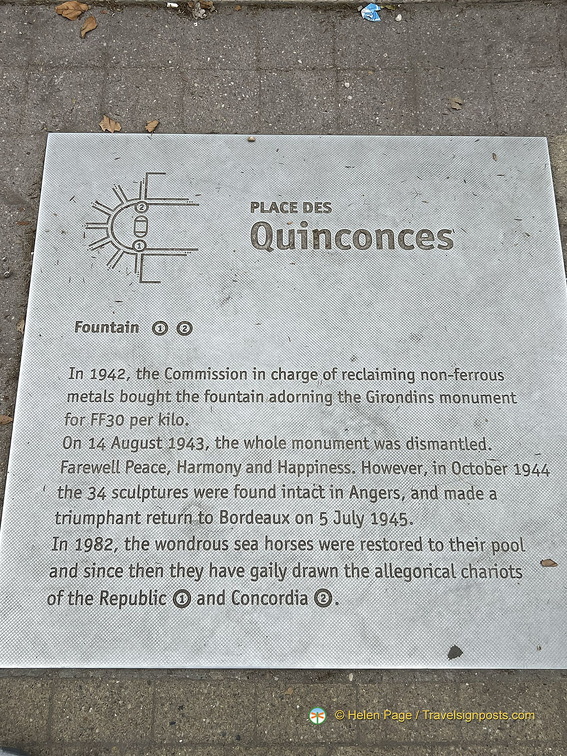 ②
①
PLACE DES
Quinconces
Fountain ① ②
In 1942, the Commission in charge of reclaiming non-ferrous
metals bought the fountain adorning the Girondins monument
for FF30 per kilo.
On 14 August 1943, the whole monument was dismantled.
Farewell Peace, Harmony and Happiness. However, in October 1944
the 34 sculptures were found intact in Angers, and made a
triumphant return to Bordeaux on 5 July 1945.
In 1982, the wondrous sea horses were restored to their pool
and since then they have gaily drawn the allegorical chariots
of the Republic ① and Concordia ②.
© Helen Page / Travelsignposts.com